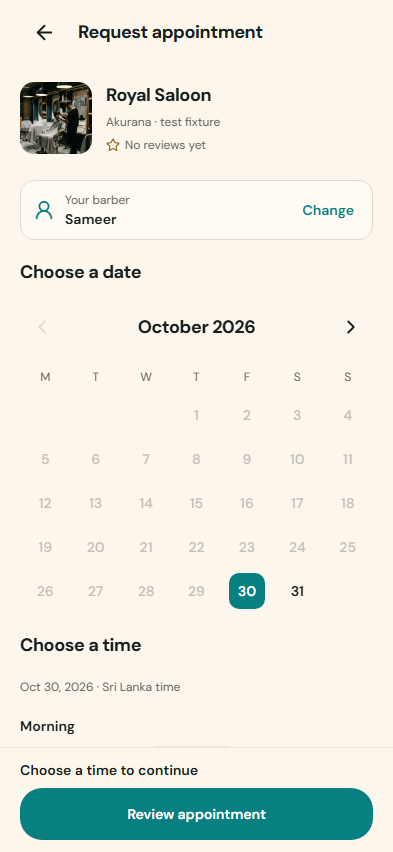 Request appointment
Royal Saloon
Akurana · test fixture
No reviews yet
Your barber
Sameer
Change
Choose a date
October 2026
M T W T F S S
1 2 3 4
5 6 7 8 9 10 11
12 13 14 15 16 17 18
19 20 21 22 23 24 25
26 27 28 29 30 31
Choose a time
Oct 30, 2026 · Sri Lanka time
Morning
Choose a time to continue
Review appointment